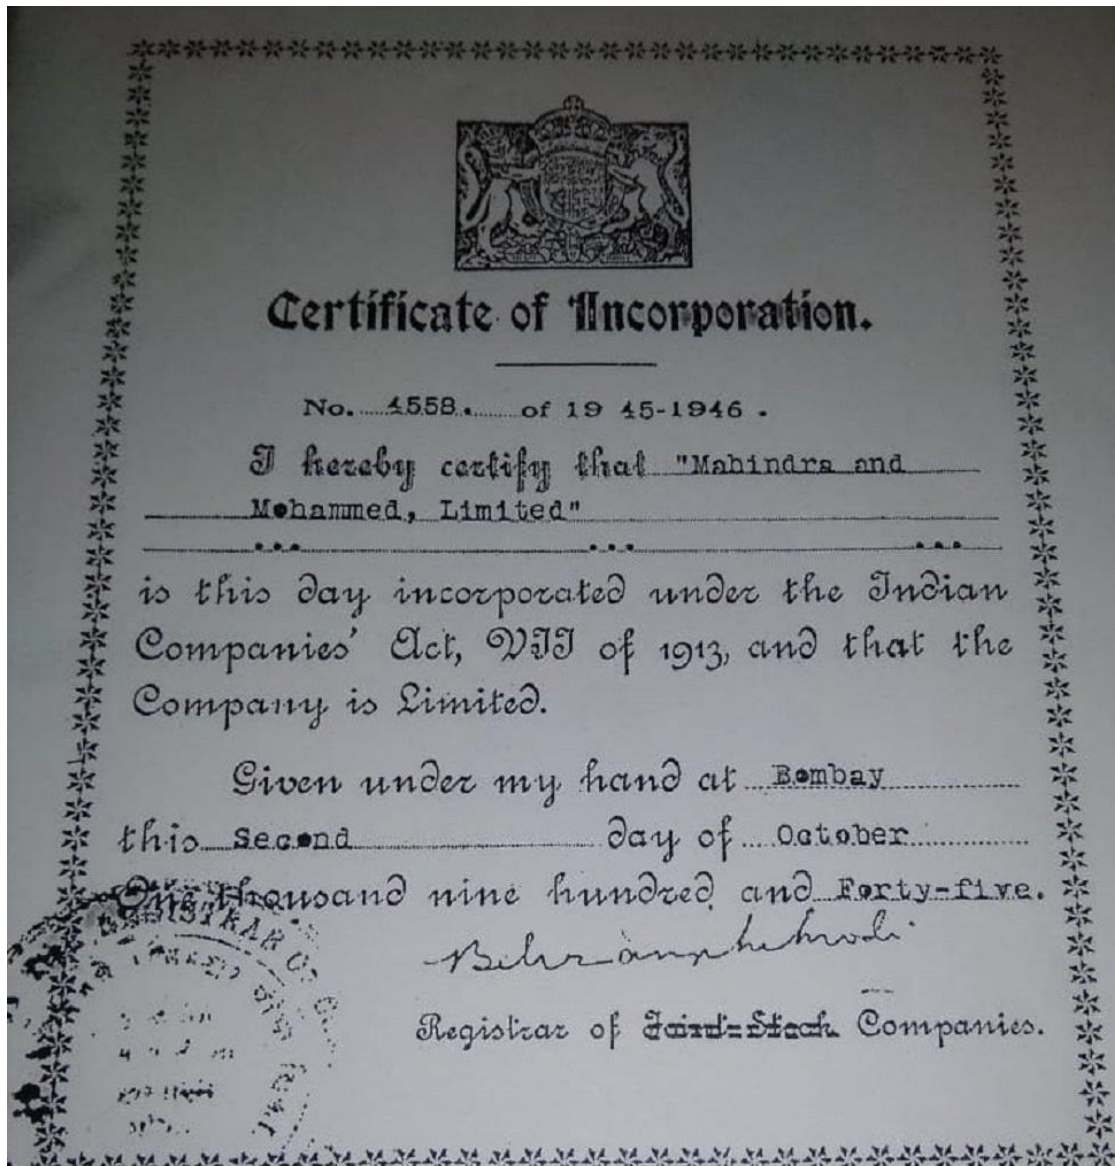 Certificate of Incorporation.
No. 4558. of 19 45-1946 .
I hereby certify that "Mahindra and
Mohammed, Limited"
... ... ...
is this day incorporated under the Indian
Companies' Act, VII of 1913, and that the
Company is Limited.
Given under my hand at Bombay
this Second day of October
One thousand nine hundred and Forty-five.
Registrar of Joint-Stock Companies.
REGISTRAR OF